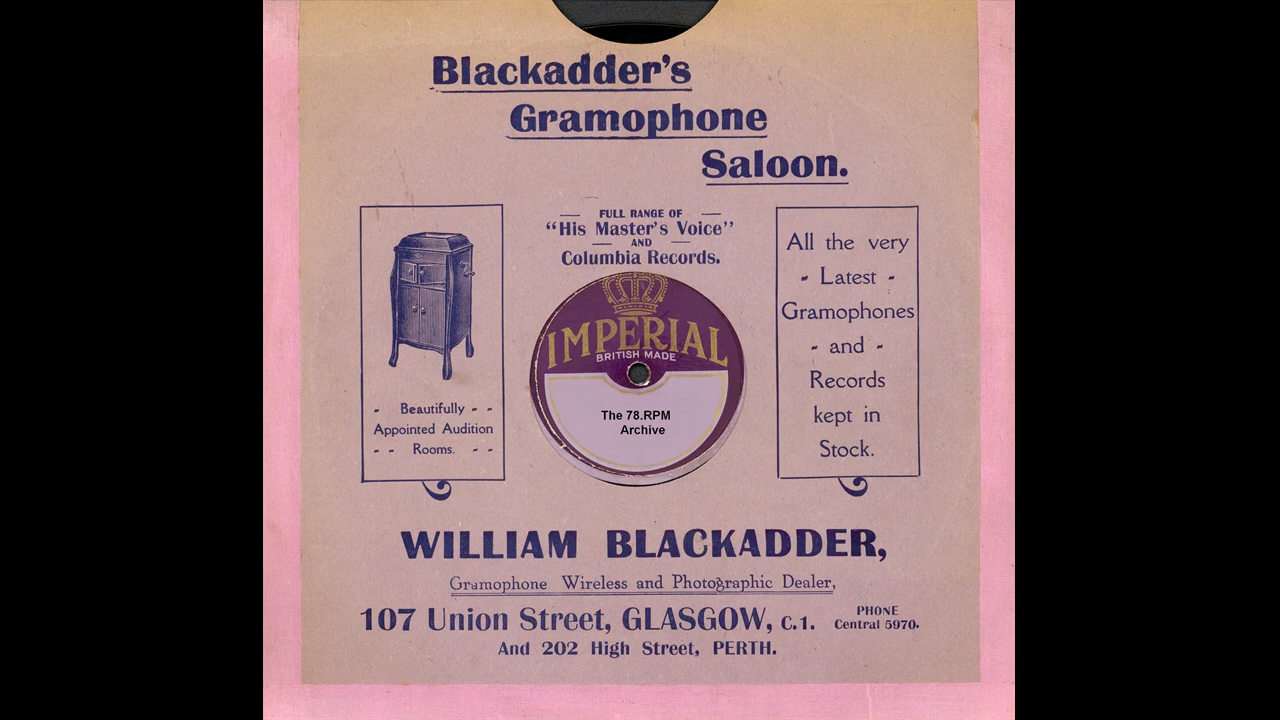 Blackadder's
Gramophone
Saloon.
FULL RANGE OF
"His Master's Voice"
AND
Columbia Records.
- Beautifully - -
Appointed Audition
- - Rooms. - -
IMPERIAL
BRITISH MADE
The 78.RPM
Archive
All the very
- Latest -
Gramophones
- and -
Records
kept in
Stock.
WILLIAM BLACKADDER,
Gramophone Wireless and Photographic Dealer,
107 Union Street, GLASGOW, C.1.
PHONE
Central 5970.
And 202 High Street, PERTH.